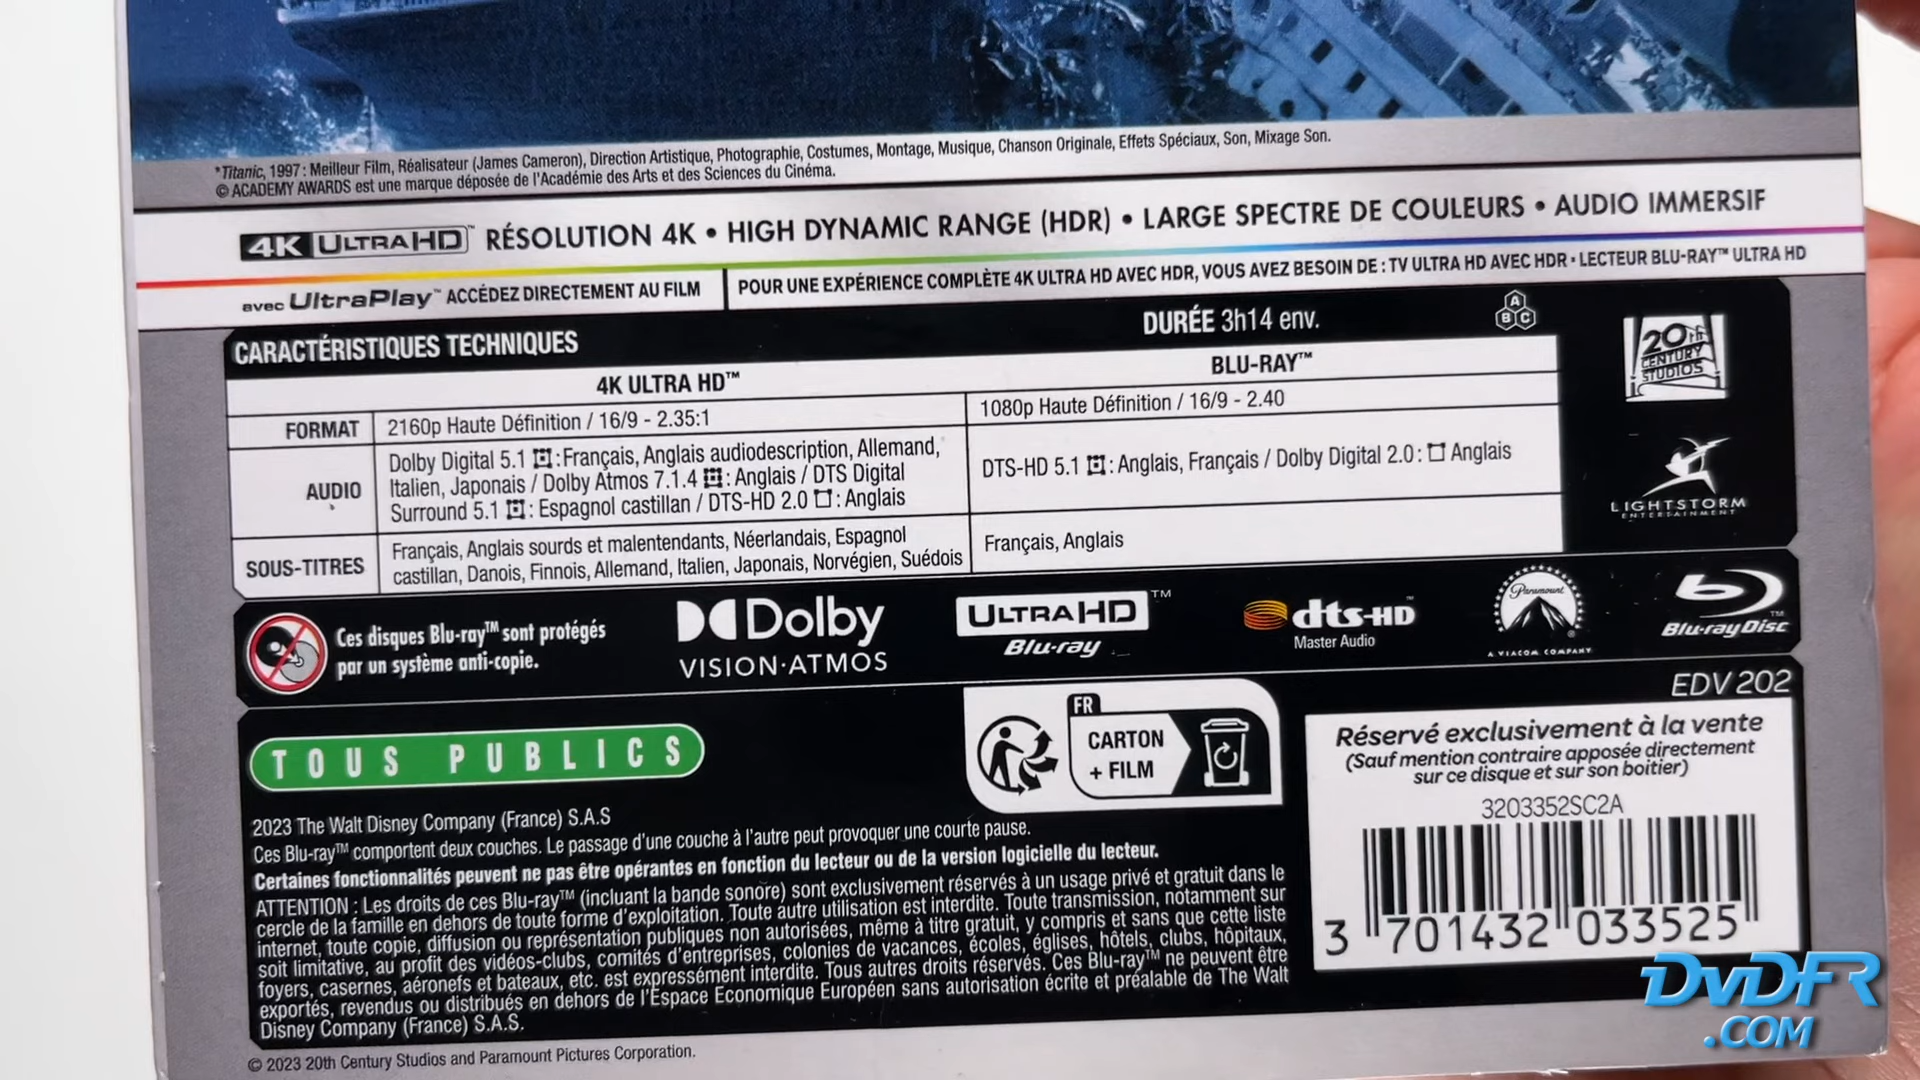 *Titanic, 1997 : Meilleur Film, Réalisateur (James Cameron), Direction Artistique, Photographie, Costumes, Montage, Musique, Chanson Originale, Effets Spéciaux, Son, Mixage Son.
© ACADEMY AWARDS est une marque déposée de l'Académie des Arts et des Sciences du Cinéma.
4K ULTRA HD™ RÉSOLUTION 4K • HIGH DYNAMIC RANGE (HDR) • LARGE SPECTRE DE COULEURS • AUDIO IMMERSIF
avec UltraPlay™ ACCÉDEZ DIRECTEMENT AU FILM
POUR UNE EXPÉRIENCE COMPLÈTE 4K ULTRA HD AVEC HDR, VOUS AVEZ BESOIN DE : TV ULTRA HD AVEC HDR • LECTEUR BLU-RAY™ ULTRA HD
CARACTÉRISTIQUES TECHNIQUES
DURÉE 3h14 env.
A B C
4K ULTRA HD™
BLU-RAY™
FORMAT
2160p Haute Définition / 16/9 - 2.35:1
1080p Haute Définition / 16/9 - 2.40
AUDIO
Dolby Digital 5.1 : Français, Anglais audiodescription, Allemand,
Italien, Japonais / Dolby Atmos 7.1.4 : Anglais / DTS Digital
Surround 5.1 : Espagnol castillan / DTS-HD 2.0 : Anglais
DTS-HD 5.1 : Anglais, Français / Dolby Digital 2.0 : Anglais
SOUS-TITRES
Français, Anglais sourds et malentendants, Néerlandais, Espagnol
castillan, Danois, Finnois, Allemand, Italien, Japonais, Norvégien, Suédois
Français, Anglais
20th
CENTURY
STUDIOS
LIGHTSTORM
ENTERTAINMENT
Ces disques Blu-ray™ sont protégés
par un système anti-copie.
Dolby
VISION·ATMOS
ULTRA HD™
Blu-ray
dts-HD
Master Audio
Paramount
A VIACOM COMPANY
Blu-ray Disc™
EDV 202
TOUS PUBLICS
FR
CARTON
+ FILM
Réservé exclusivement à la vente
(Sauf mention contraire apposée directement
sur ce disque et sur son boitier)
3203352SC2A
3 701432 033525
2023 The Walt Disney Company (France) S.A.S
Ces Blu-ray™ comportent deux couches. Le passage d'une couche à l'autre peut provoquer une courte pause.
Certaines fonctionnalités peuvent ne pas être opérantes en fonction du lecteur ou de la version logicielle du lecteur.
ATTENTION : Les droits de ces Blu-ray™ (incluant la bande sonore) sont exclusivement réservés à un usage privé et gratuit dans le
cercle de la famille en dehors de toute forme d'exploitation. Toute autre utilisation est interdite. Toute transmission, notamment sur
internet, toute copie, diffusion ou représentation publiques non autorisées, même à titre gratuit, y compris et sans que cette liste
soit limitative, au profit des vidéos-clubs, comités d'entreprises, colonies de vacances, écoles, églises, hôtels, clubs, hôpitaux,
foyers, casernes, aéronefs et bateaux, etc. est expressément interdite. Tous autres droits réservés. Ces Blu-ray™ ne peuvent être
exportés, revendus ou distribués en dehors de l'Espace Economique Européen sans autorisation écrite et préalable de The Walt
Disney Company (France) S.A.S.
© 2023 20th Century Studios and Paramount Pictures Corporation.
DVDFR
.COM